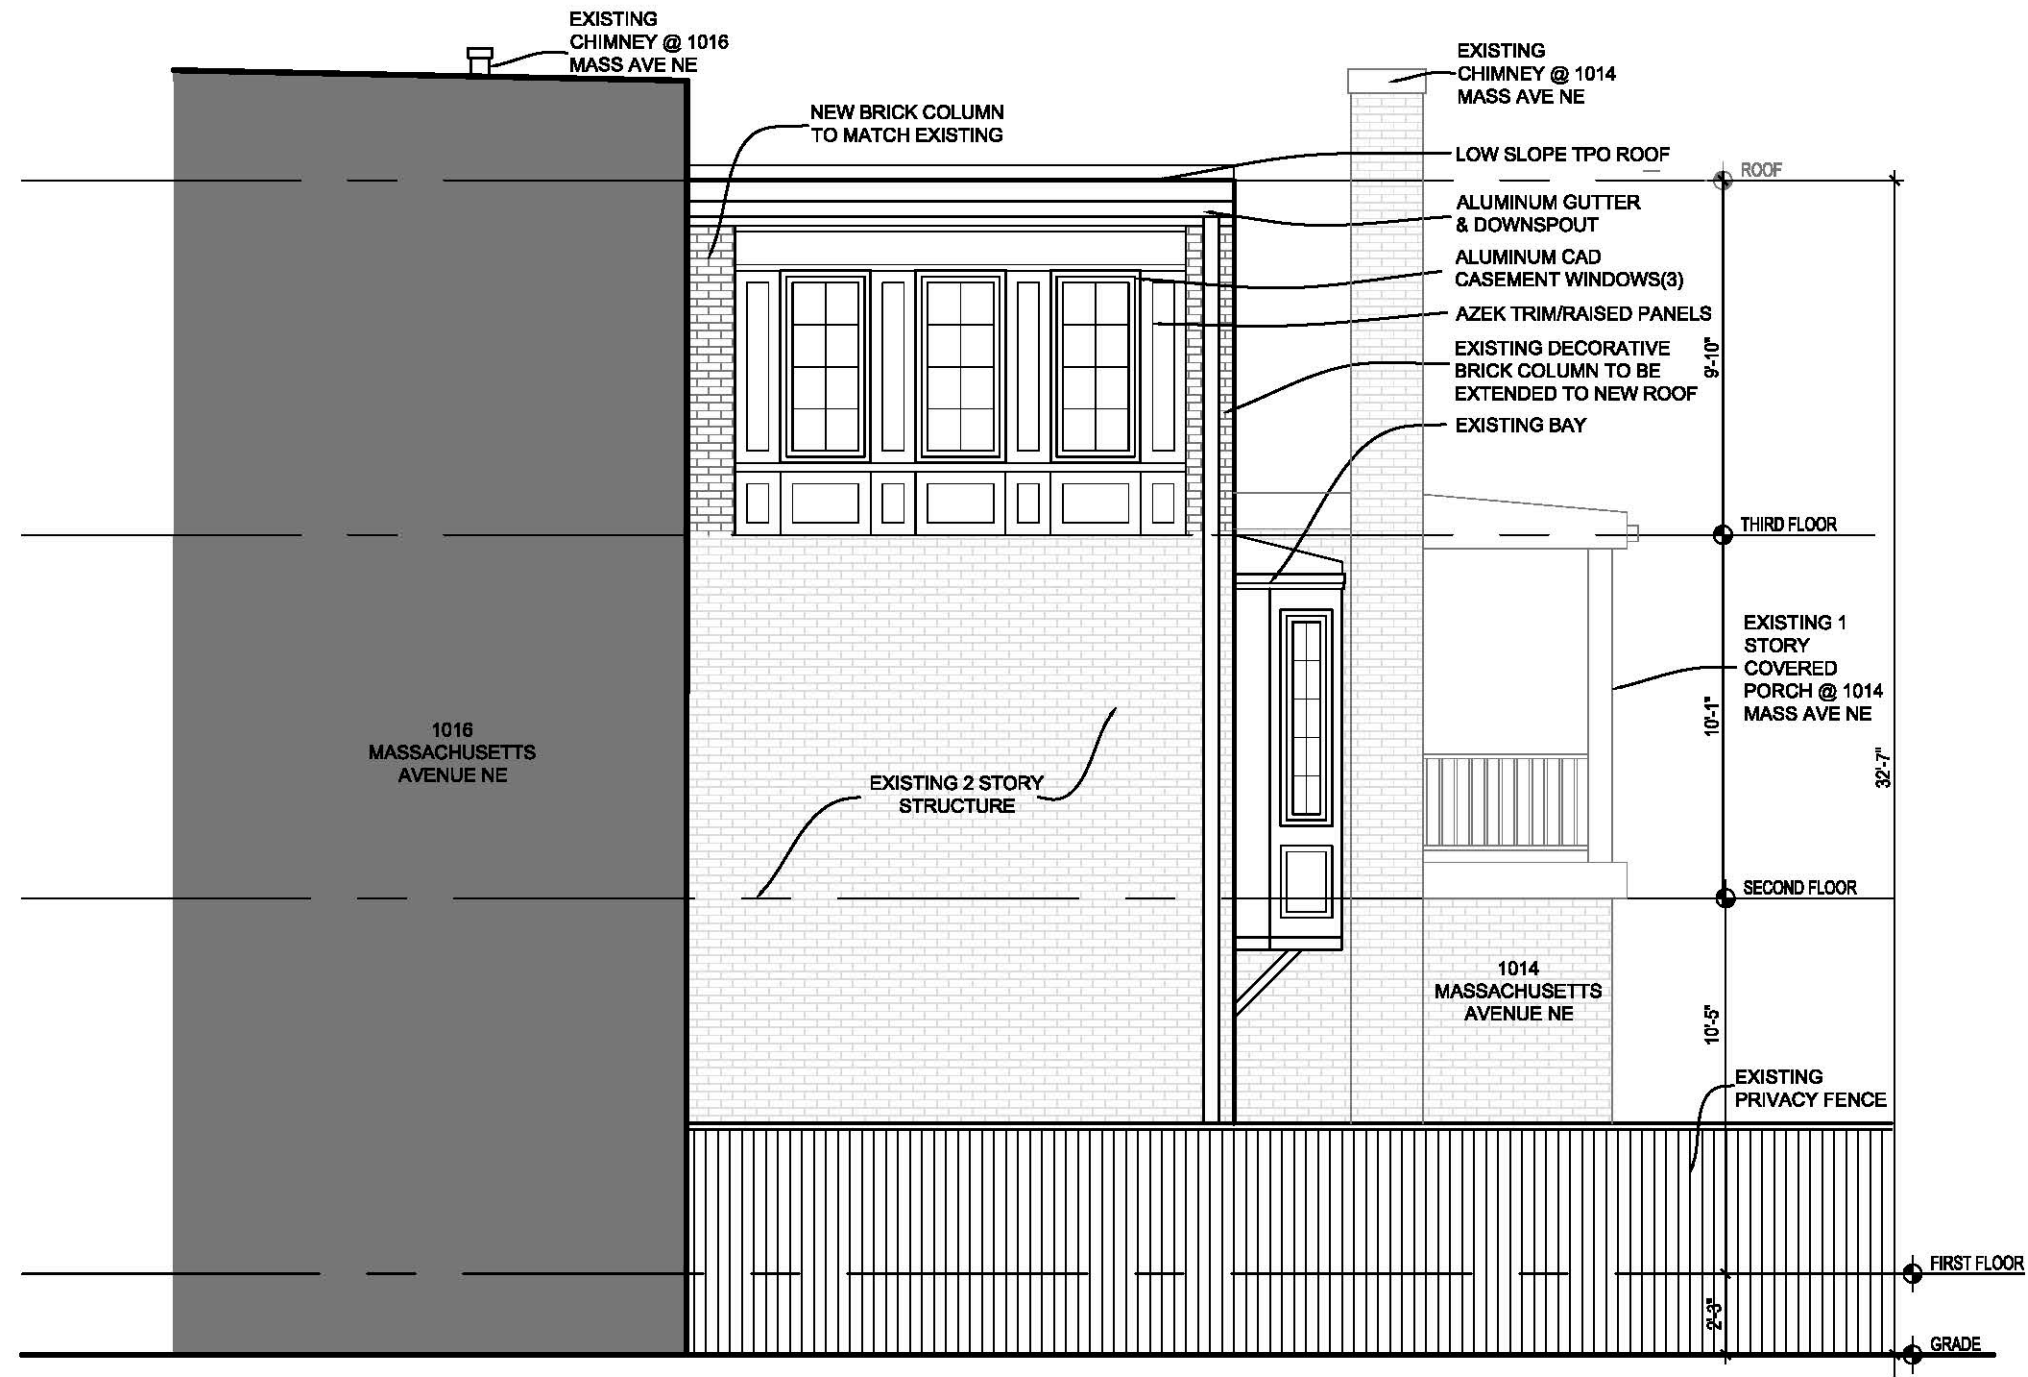 EXISTING
CHIMNEY @ 1016
MASS AVE NE
EXISTING
CHIMNEY @ 1014
MASS AVE NE
NEW BRICK COLUMN
TO MATCH EXISTING
LOW SLOPE TPO ROOF
ROOF
ALUMINUM GUTTER
& DOWNSPOUT
ALUMINUM CAD
CASEMENT WINDOWS(3)
AZEK TRIM/RAISED PANELS
EXISTING DECORATIVE
BRICK COLUMN TO BE
EXTENDED TO NEW ROOF
9'-10"
EXISTING BAY
THIRD FLOOR
EXISTING 1
STORY
COVERED
PORCH @ 1014
MASS AVE NE
10'-1"
32'-7"
1016
MASSACHUSETTS
AVENUE NE
EXISTING 2 STORY
STRUCTURE
SECOND FLOOR
1014
MASSACHUSETTS
AVENUE NE
10'-5"
EXISTING
PRIVACY FENCE
FIRST FLOOR
2'-3"
GRADE